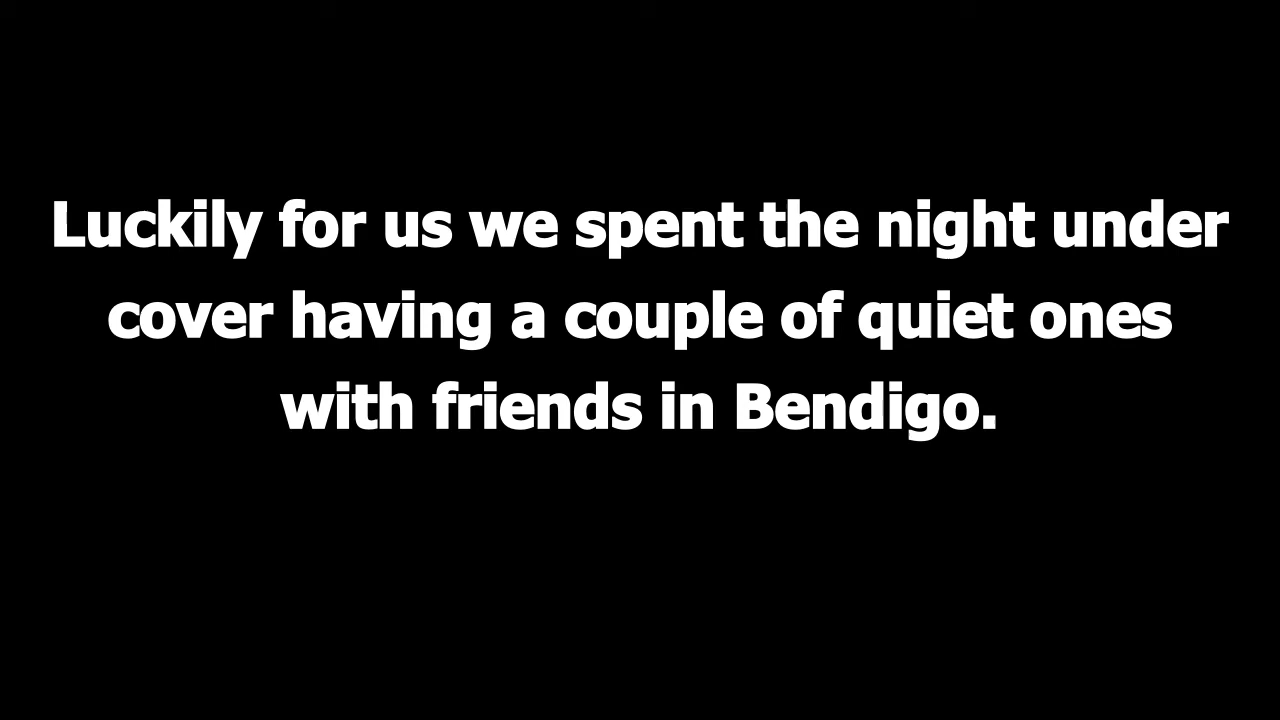 Luckily for us we spent the night under
cover having a couple of quiet ones
with friends in Bendigo.